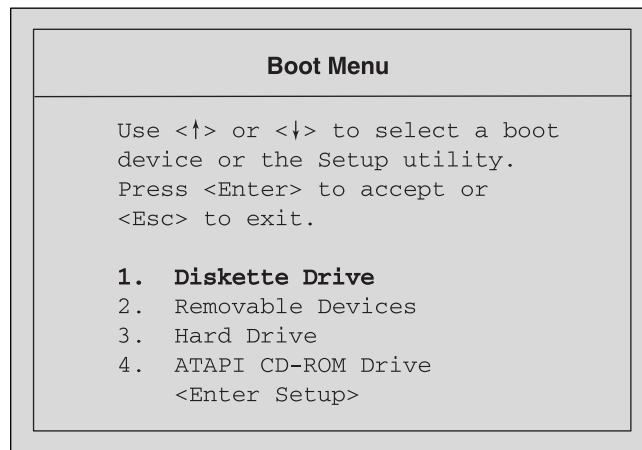 Boot Menu
Use <↑> or <↓> to select a boot
device or the Setup utility.
Press <Enter> to accept or
<Esc> to exit.
1. Diskette Drive
2. Removable Devices
3. Hard Drive
4. ATAPI CD-ROM Drive
<Enter Setup>